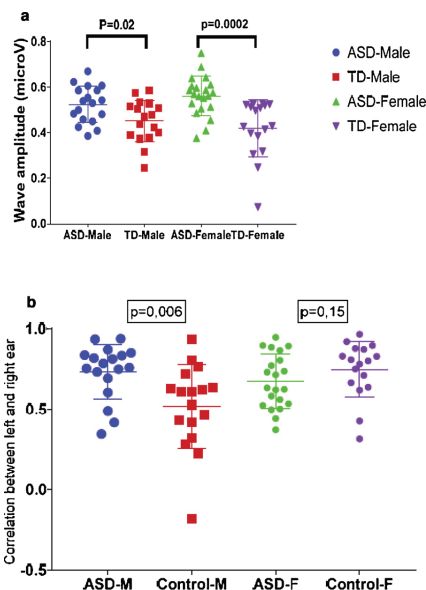 a
P=0.02
p=0.0002
Wave amplitude (microV)
0.8
0.6
0.4
0.2
0.0
ASD-Male
TD-Male
ASD-Female
TD-Female
ASD-Male
TD-Male
ASD-Female
TD-Female
b
p=0,006
p=0,15
Correlation between left and right ear
1.0
0.5
0.0
-0.5
ASD-M
Control-M
ASD-F
Control-F